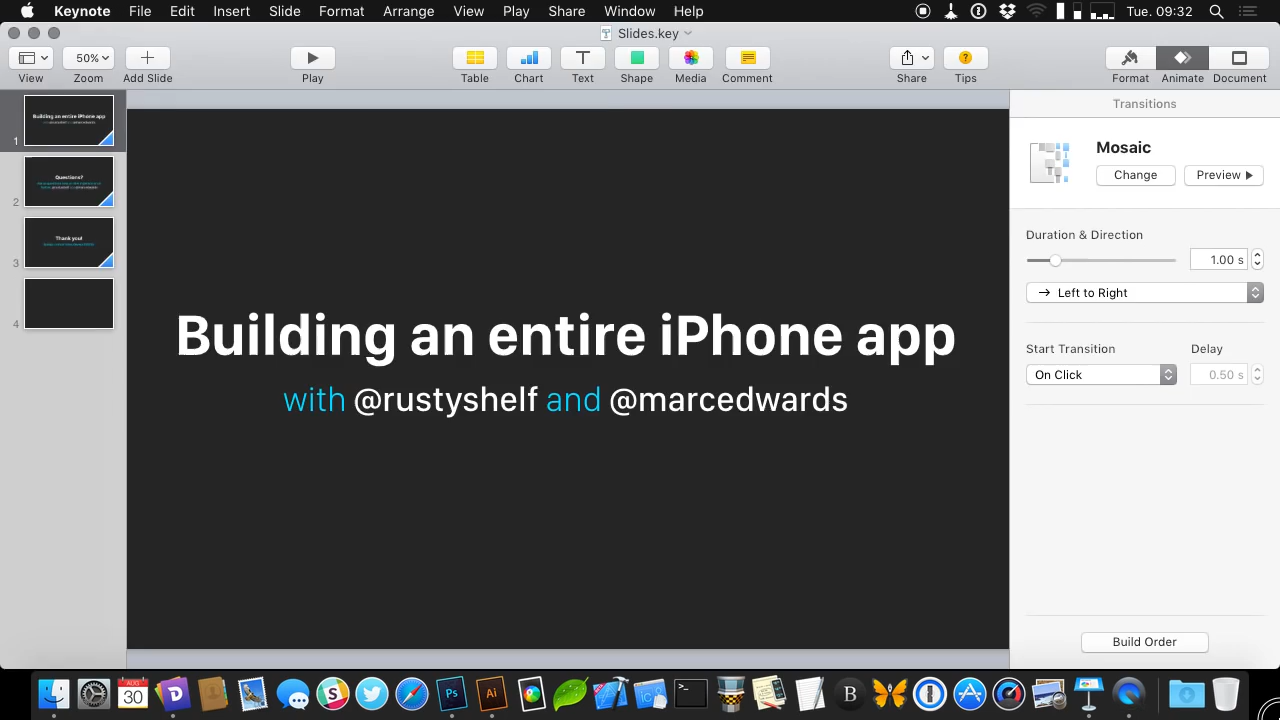 Keynote File Edit Insert Slide Format Arrange View Play Share Window Help Tue. 09:32
Slides.key
50%
View Zoom Add Slide Play Table Chart Text Shape Media Comment Share Tips Format Animate Document
Transitions
Building an entire iPhone app
1
Questions?
2
Thank you!
3
4
Building an entire iPhone app
with @rustyshelf and @marcedwards
Mosaic
Change Preview
Duration & Direction
1.00 s
Left to Right
Start Transition Delay
On Click 0.50 s
Build Order
AUG
30
Ps
Ai
B